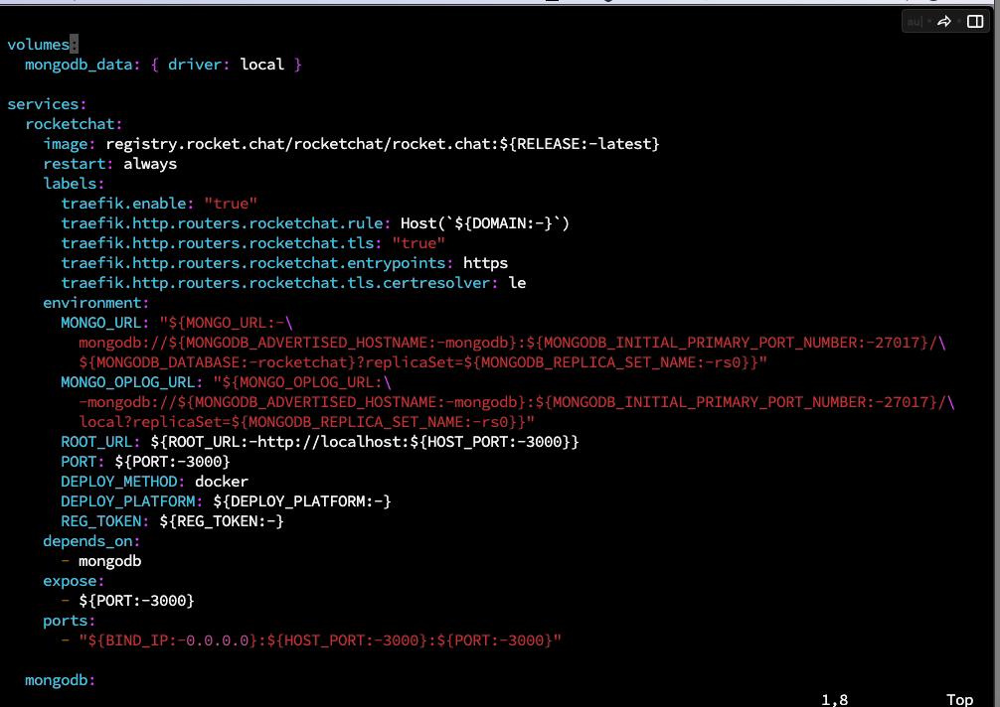 au|
volumes:
  mongodb_data: { driver: local }

services:
  rocketchat:
    image: registry.rocket.chat/rocketchat/rocket.chat:${RELEASE:-latest}
    restart: always
    labels:
      traefik.enable: "true"
      traefik.http.routers.rocketchat.rule: Host(`${DOMAIN:-}`)
      traefik.http.routers.rocketchat.tls: "true"
      traefik.http.routers.rocketchat.entrypoints: https
      traefik.http.routers.rocketchat.tls.certresolver: le
    environment:
      MONGO_URL: "${MONGO_URL:-\
        mongodb://${MONGODB_ADVERTISED_HOSTNAME:-mongodb}:${MONGODB_INITIAL_PRIMARY_PORT_NUMBER:-27017}/\
        ${MONGODB_DATABASE:-rocketchat}?replicaSet=${MONGODB_REPLICA_SET_NAME:-rs0}}"
      MONGO_OPLOG_URL: "${MONGO_OPLOG_URL:\
        -mongodb://${MONGODB_ADVERTISED_HOSTNAME:-mongodb}:${MONGODB_INITIAL_PRIMARY_PORT_NUMBER:-27017}/\
        local?replicaSet=${MONGODB_REPLICA_SET_NAME:-rs0}}"
      ROOT_URL: ${ROOT_URL:-http://localhost:${HOST_PORT:-3000}}
      PORT: ${PORT:-3000}
      DEPLOY_METHOD: docker
      DEPLOY_PLATFORM: ${DEPLOY_PLATFORM:-}
      REG_TOKEN: ${REG_TOKEN:-}
    depends_on:
      - mongodb
    expose:
      - ${PORT:-3000}
    ports:
      - "${BIND_IP:-0.0.0.0}:${HOST_PORT:-3000}:${PORT:-3000}"

  mongodb:
1,8 Top